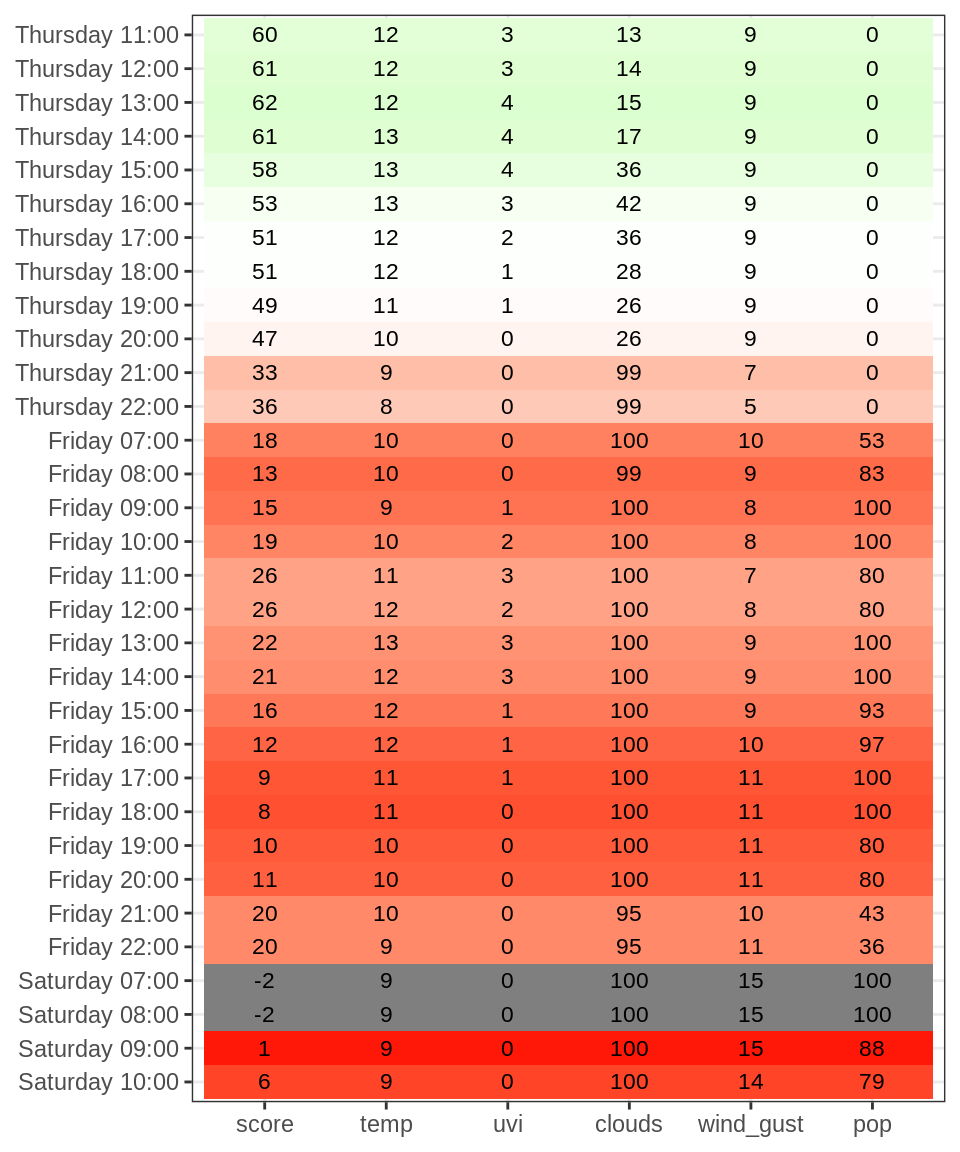 Thursday 11:00 60 12 3 13 9 0
Thursday 12:00 61 12 3 14 9 0
Thursday 13:00 62 12 4 15 9 0
Thursday 14:00 61 13 4 17 9 0
Thursday 15:00 58 13 4 36 9 0
Thursday 16:00 53 13 3 42 9 0
Thursday 17:00 51 12 2 36 9 0
Thursday 18:00 51 12 1 28 9 0
Thursday 19:00 49 11 1 26 9 0
Thursday 20:00 47 10 0 26 9 0
Thursday 21:00 33 9 0 99 7 0
Thursday 22:00 36 8 0 99 5 0
Friday 07:00 18 10 0 100 10 53
Friday 08:00 13 10 0 99 9 83
Friday 09:00 15 9 1 100 8 100
Friday 10:00 19 10 2 100 8 100
Friday 11:00 26 11 3 100 7 80
Friday 12:00 26 12 2 100 8 80
Friday 13:00 22 13 3 100 9 100
Friday 14:00 21 12 3 100 9 100
Friday 15:00 16 12 1 100 9 93
Friday 16:00 12 12 1 100 10 97
Friday 17:00 9 11 1 100 11 100
Friday 18:00 8 11 0 100 11 100
Friday 19:00 10 10 0 100 11 80
Friday 20:00 11 10 0 100 11 80
Friday 21:00 20 10 0 95 10 43
Friday 22:00 20 9 0 95 11 36
Saturday 07:00 -2 9 0 100 15 100
Saturday 08:00 -2 9 0 100 15 100
Saturday 09:00 1 9 0 100 15 88
Saturday 10:00 6 9 0 100 14 79
score temp uvi clouds wind_gust pop